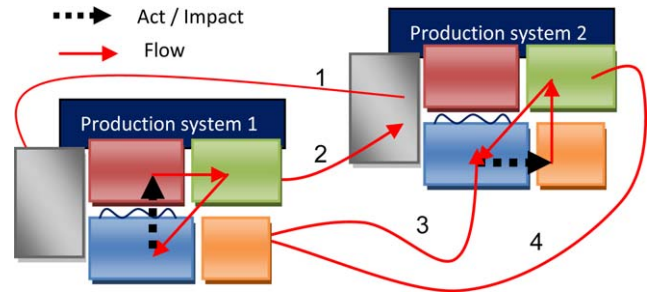 Act / Impact
Flow
Production system 2
1
Production system 1
2
3
4